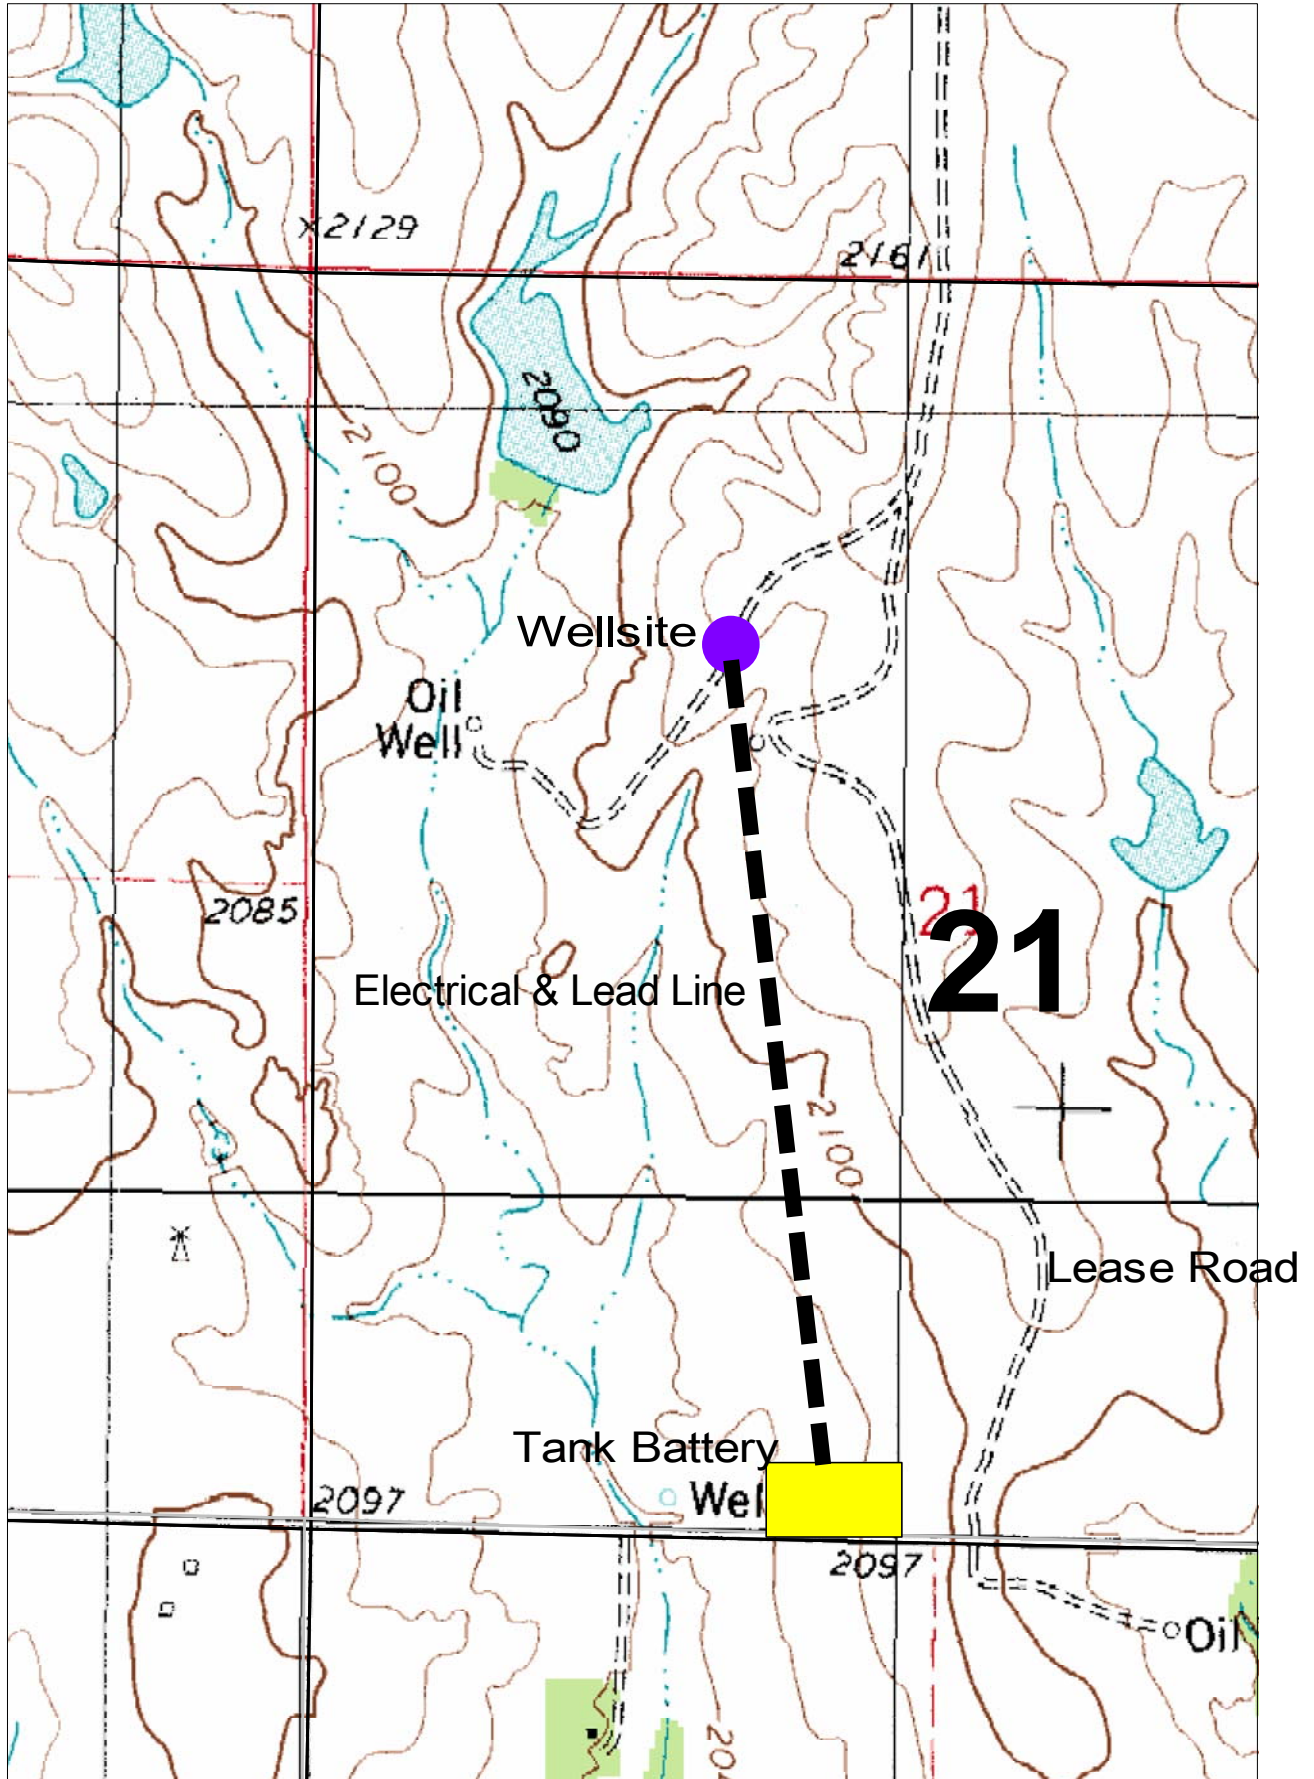 ×2129
2161
2090
2100
Wellsite
Oil
Well
21
2085
21
Electrical & Lead Line
2100
Lease Road
Tank Battery
2097
Wel
2097
Oil